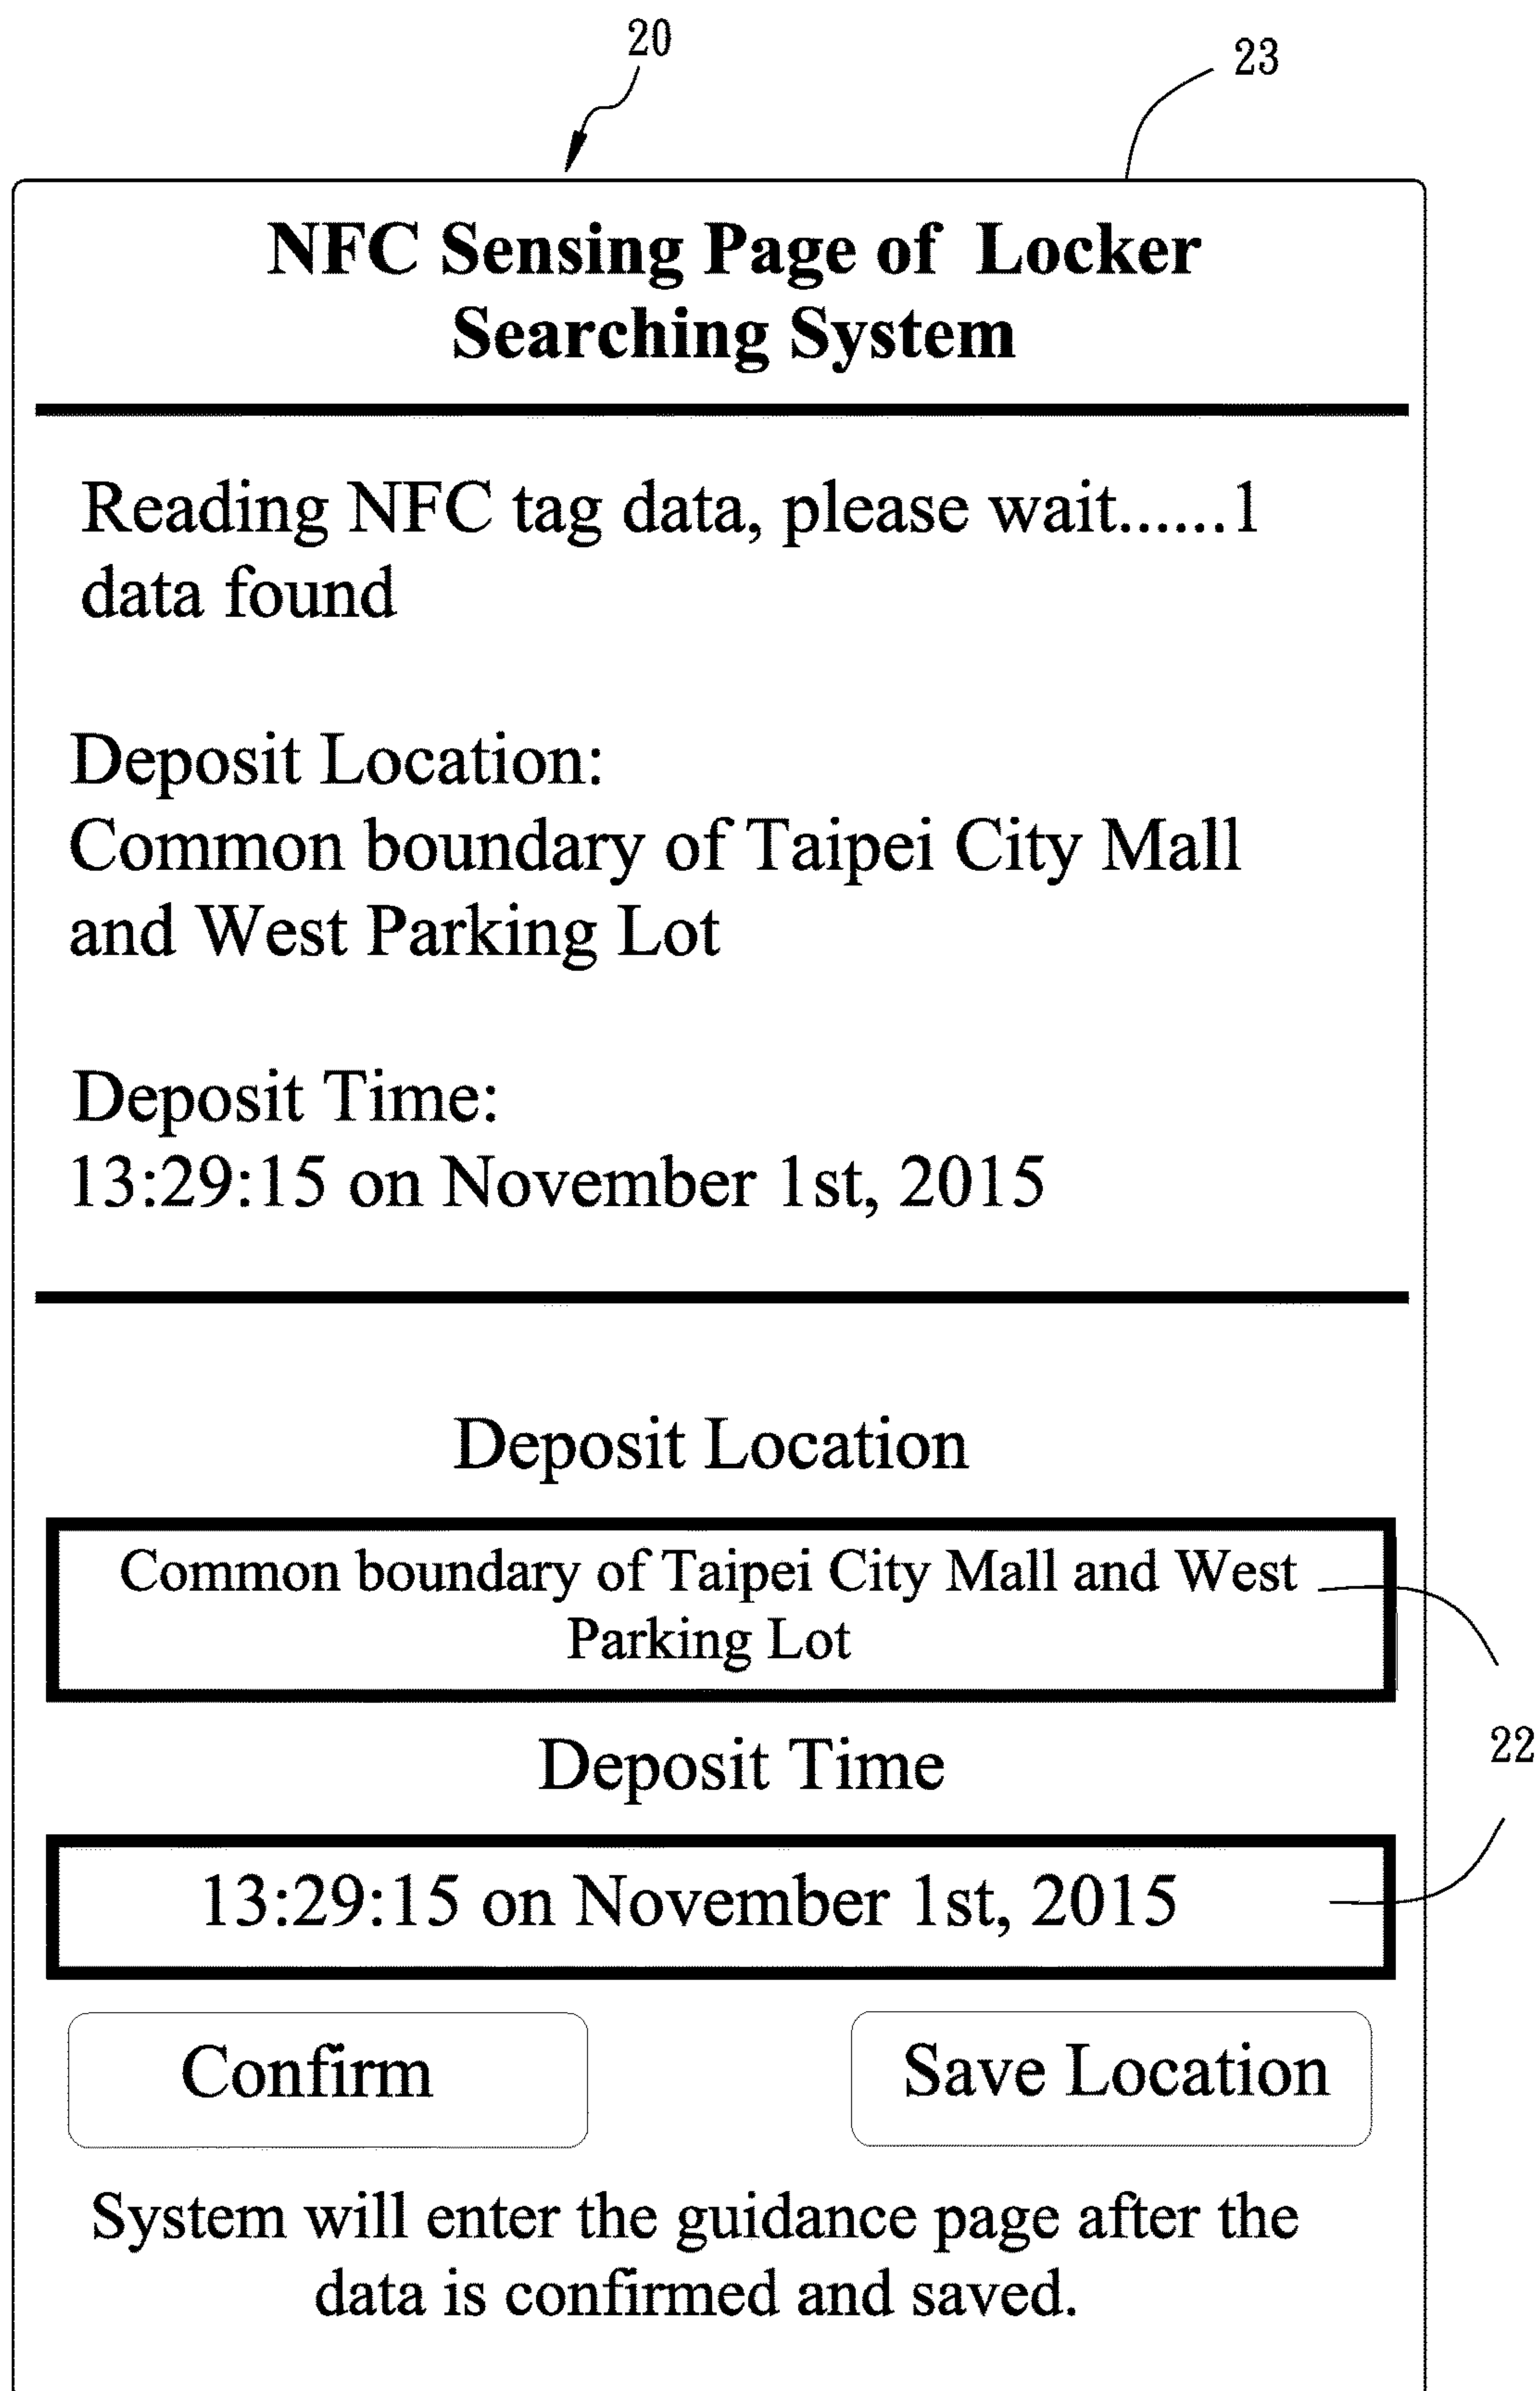 20
23
NFC Sensing Page of Locker
Searching System
Reading NFC tag data, please wait......1
data found
Deposit Location:
Common boundary of Taipei City Mall
and West Parking Lot
Deposit Time:
13:29:15 on November 1st, 2015
Deposit Location
Common boundary of Taipei City Mall and West
Parking Lot
22
Deposit Time
13:29:15 on November 1st, 2015
Confirm
Save Location
System will enter the guidance page after the
data is confirmed and saved.